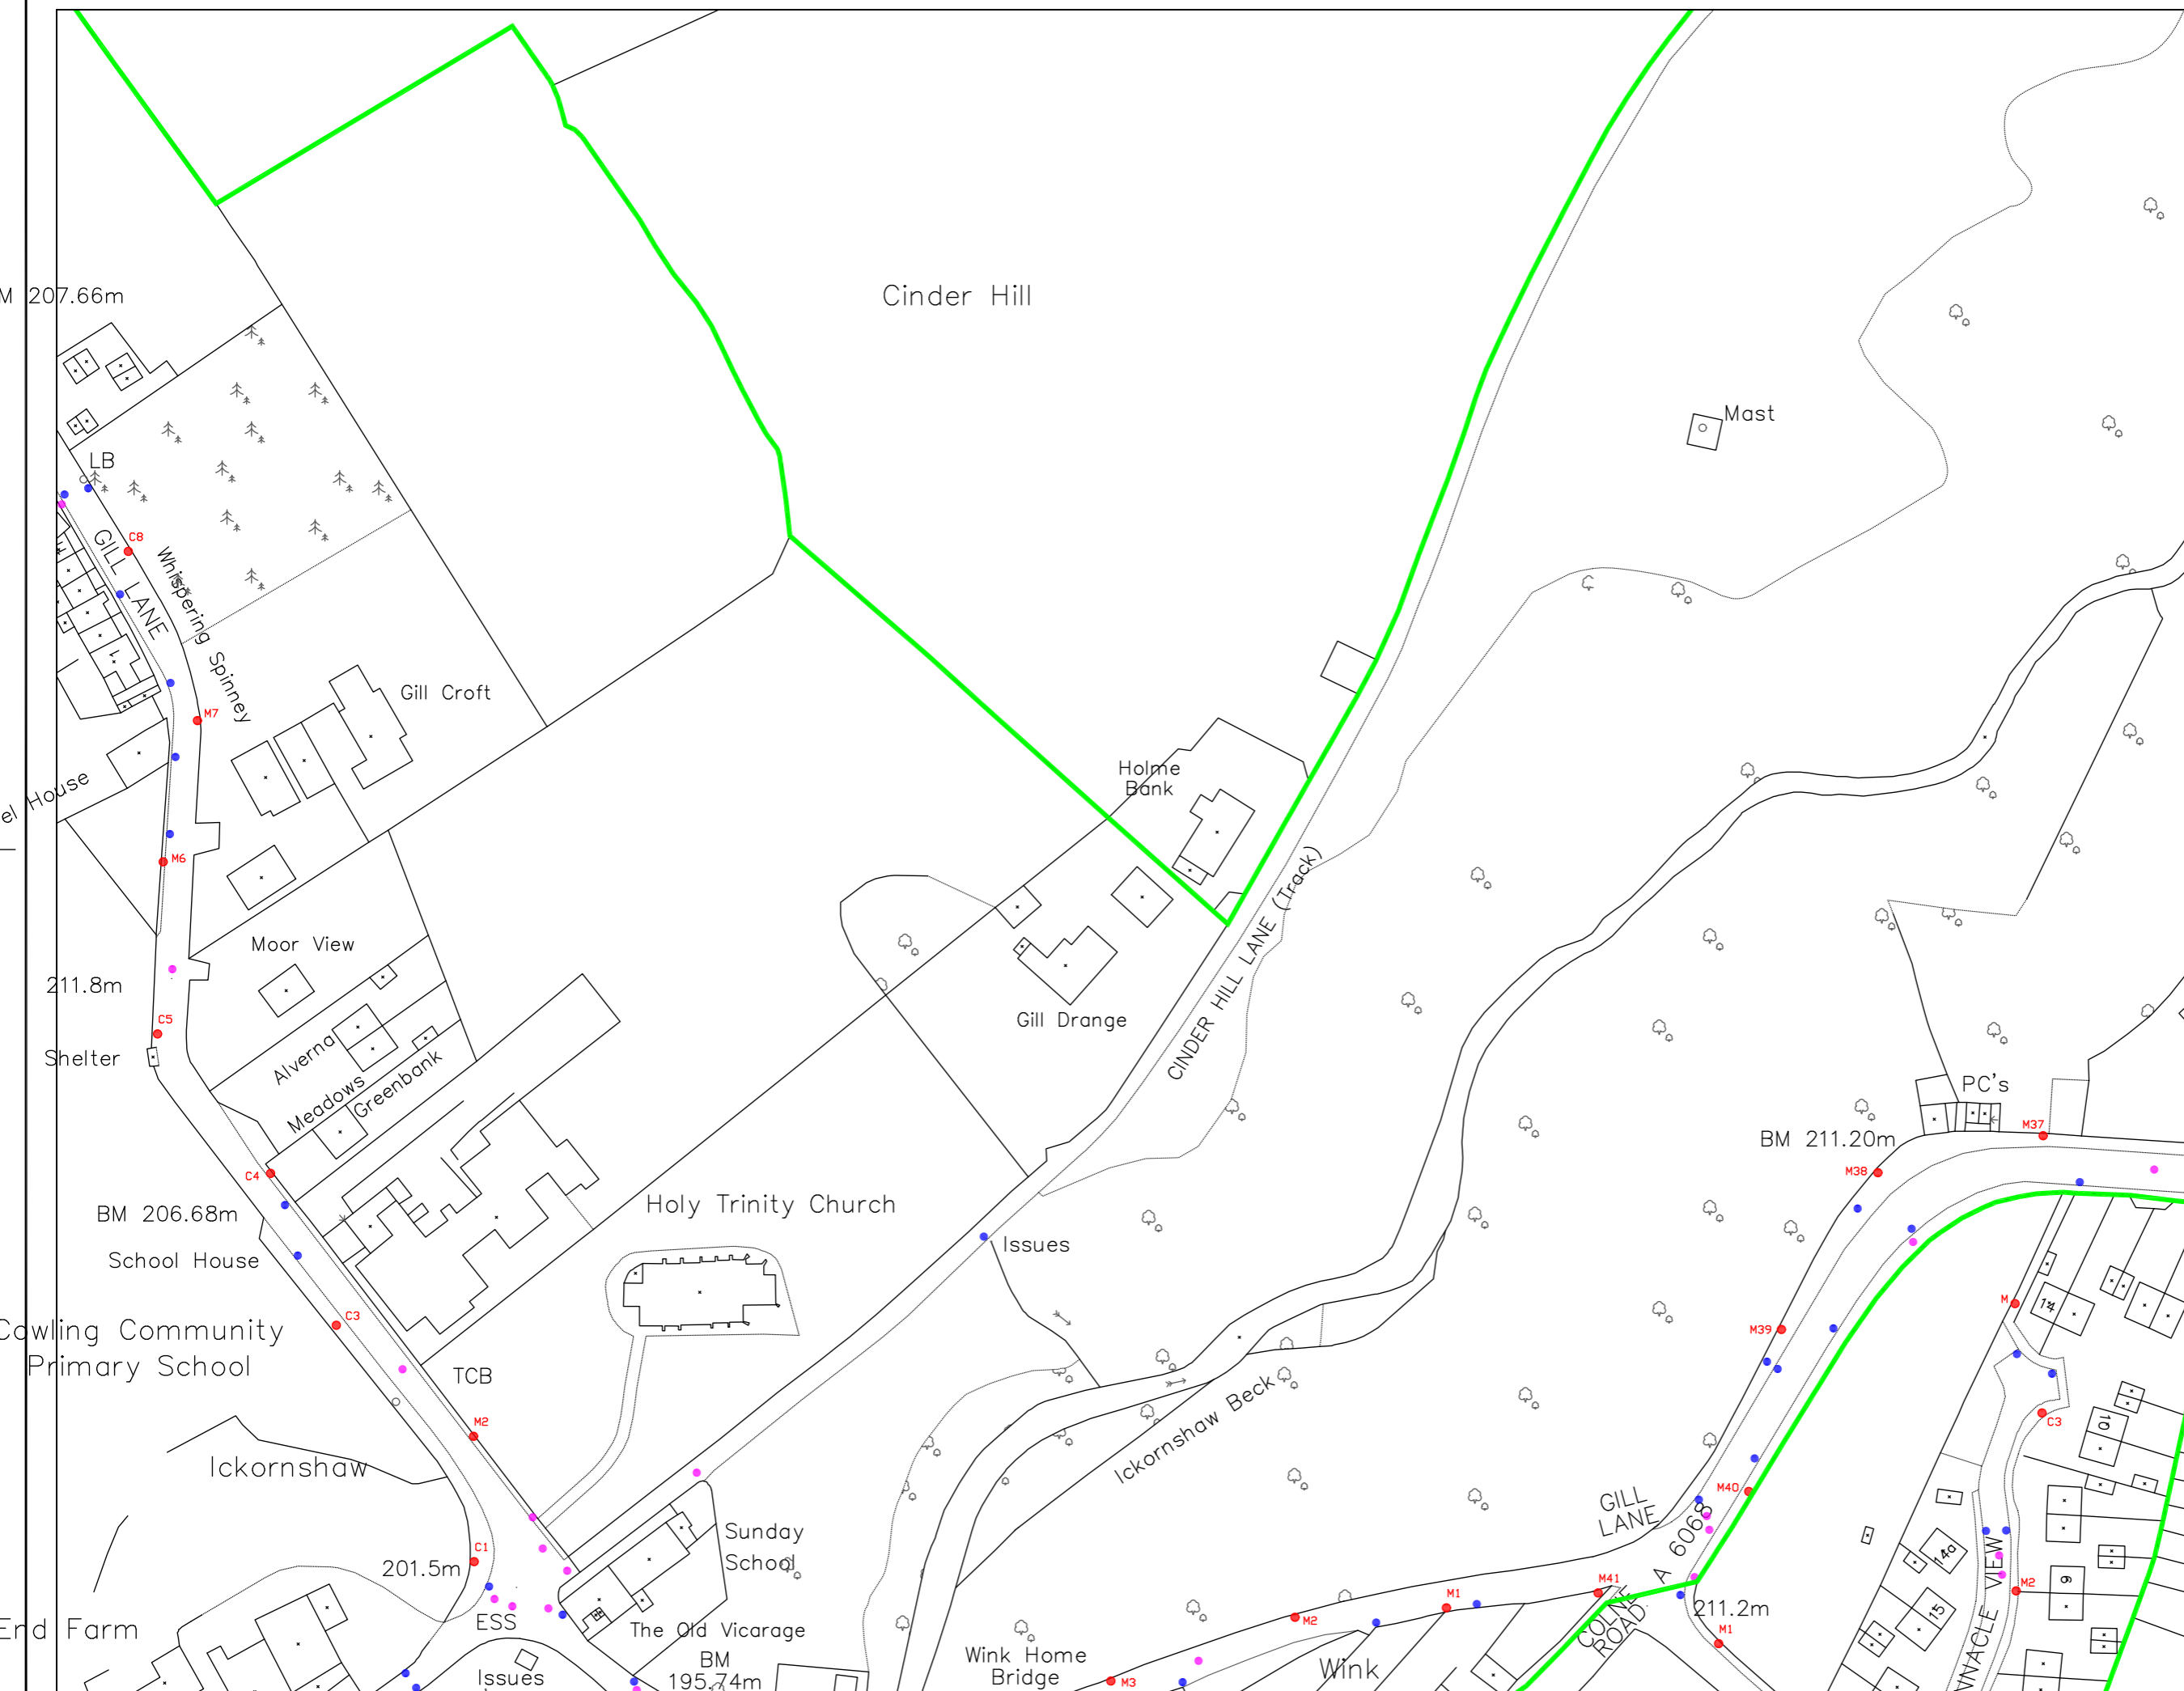 Cinder Hill
M 207.66m
Mast
LB
C8
GILL LANE
Whispering Spinney
Gill Croft
M7
Holme
Bank
el House
M6
CINDER HILL LANE (Track)
Moor View
211.8m
C5
Shelter
Alverna
Meadows
Greenbank
Gill Drange
PC's
M37
BM 211.20m
M38
C4
BM 206.68m
School House
Holy Trinity Church
Issues
C3
M39
M
14
Cowling Community
Primary School
TCB
M2
Ickornshaw
Ickornshaw Beck
C3
10
M40
GILL
LANE
A 6068
Sunday
School
C1
201.5m
14a
PINNACLE VIEW
M2
9
15
M41
M1
M2
COLNE
ROAD
211.2m
M1
ESS
End Farm
The Old Vicarage
BM
195.74m
Issues
Wink Home
Bridge
M3
Wink